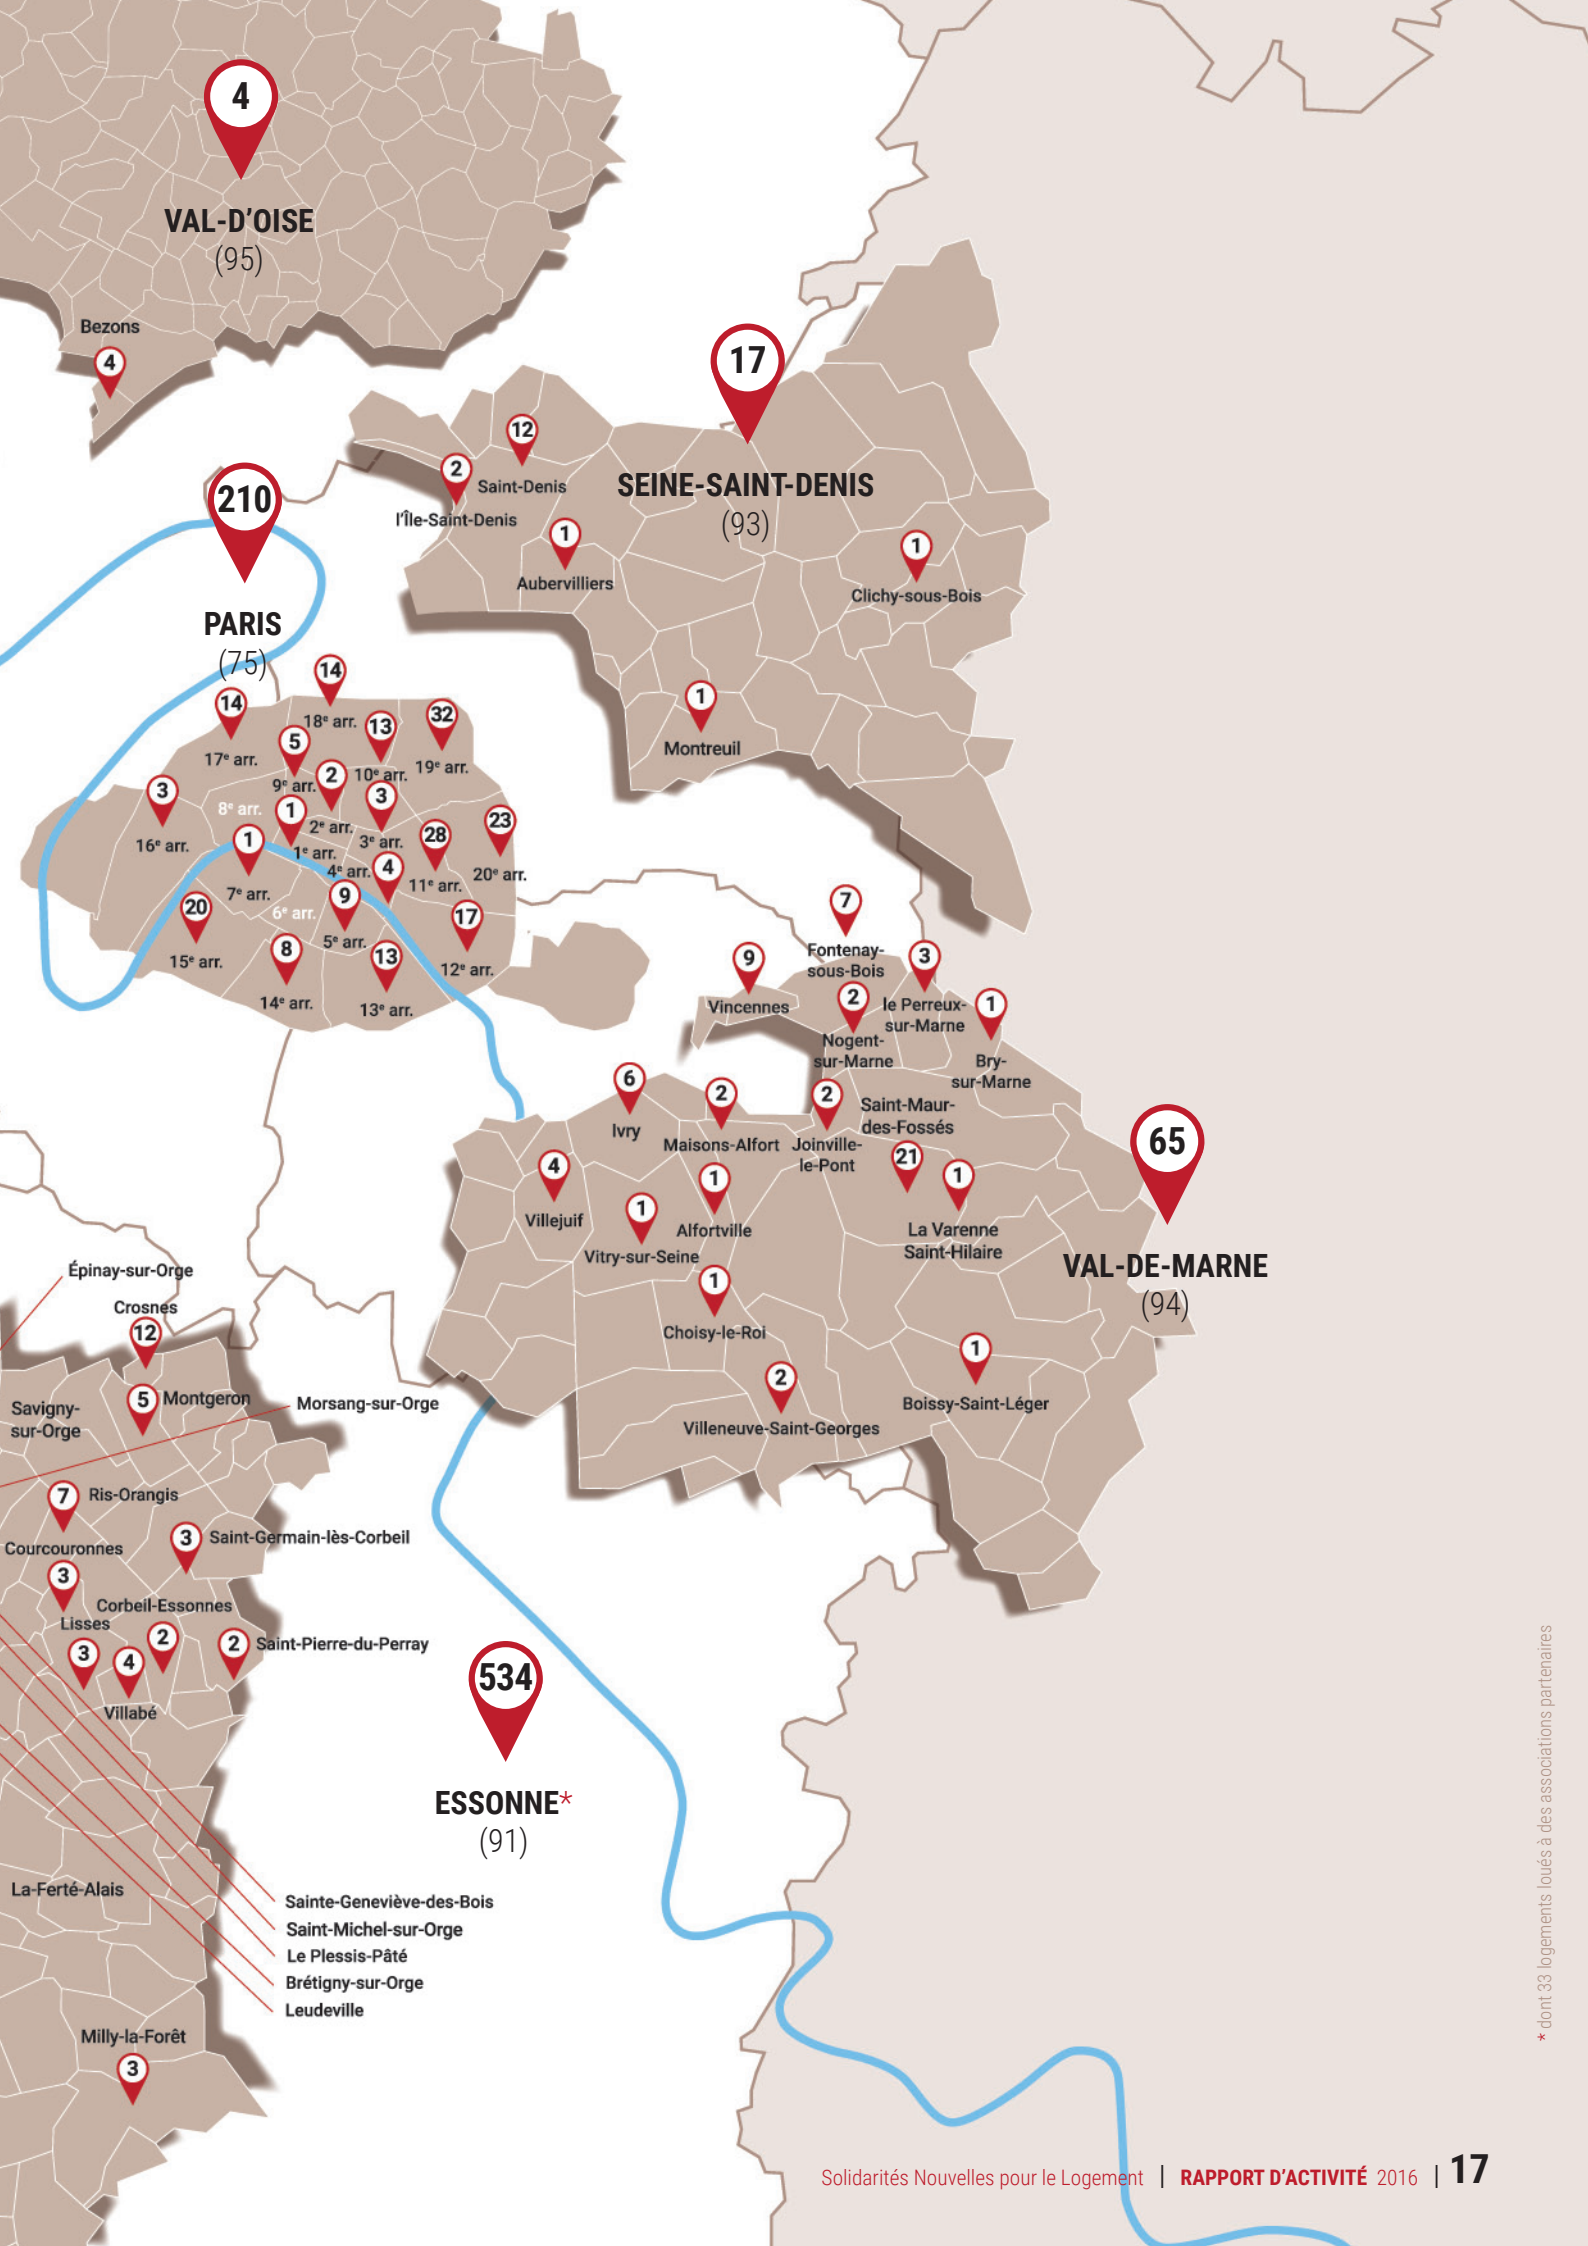 4
VAL-D'OISE
(95)
Bezons
4
17
SEINE-SAINT-DENIS
(93)
12
Saint-Denis
2
l'Île-Saint-Denis
1
Aubervilliers
1
Clichy-sous-Bois
1
Montreuil
210
PARIS
(75)
14
18e arr.
14
17e arr.
5
9e arr.
13
10e arr.
32
19e arr.
3
16e arr.
8e arr.
2
2e arr.
3
3e arr.
1
1e arr.
1
7e arr.
4e arr.
4
28
11e arr.
23
20e arr.
20
15e arr.
6e arr.
9
5e arr.
17
12e arr.
8
14e arr.
13
13e arr.
7
Fontenay-
sous-Bois
9
Vincennes
3
le Perreux-
sur-Marne
2
Nogent-
sur-Marne
1
Bry-
sur-Marne
6
Ivry
2
Maisons-Alfort
2
Joinville-
le-Pont
Saint-Maur-
des-Fossés
21
1
La Varenne
Saint-Hilaire
65
VAL-DE-MARNE
(94)
4
Villejuif
1
Vitry-sur-Seine
1
Alfortville
1
Choisy-le-Roi
2
Villeneuve-Saint-Georges
1
Boissy-Saint-Léger
Épinay-sur-Orge
Crosnes
12
5
Montgeron
Savigny-
sur-Orge
Morsang-sur-Orge
7
Ris-Orangis
3
Saint-Germain-lès-Corbeil
Courcouronnes
3
Corbeil-Essonnes
2
Lisses
3
4
Villabé
2
Saint-Pierre-du-Perray
534
ESSONNE*
(91)
La-Ferté-Alais
Sainte-Geneviève-des-Bois
Saint-Michel-sur-Orge
Le Plessis-Pâté
Brétigny-sur-Orge
Leudeville
Milly-la-Forêt
3
* dont 33 logements loués à des associations partenaires
Solidarités Nouvelles pour le Logement | RAPPORT D'ACTIVITÉ 2016 | 17